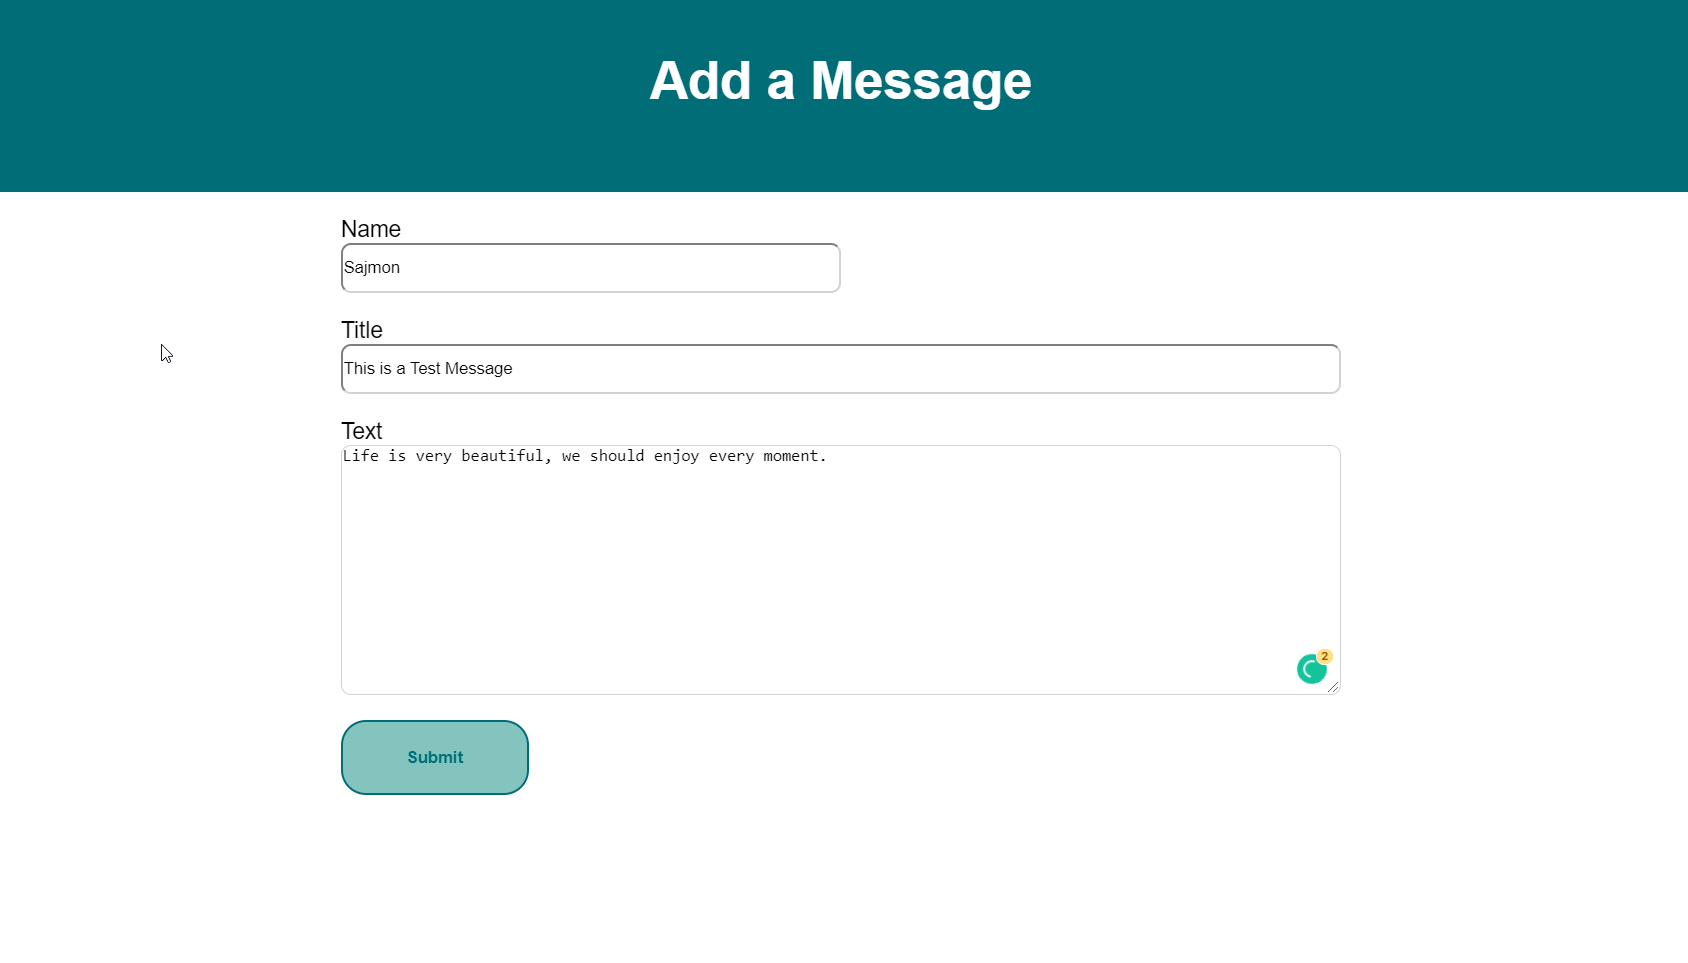 Add a Message
Name
Sajmon
Title
This is a Test Message
Text
Life is very beautiful, we should enjoy every moment.
2
Submit